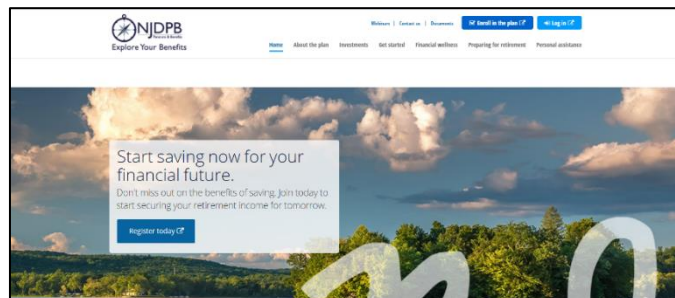 NJDPB
Pensions & Benefits
Explore Your Benefits
Webinars | Contact us | Documents
Enroll in the plan
Log in
Home About the plan Investments Get started Financial wellness Preparing for retirement Personal assistance
Start saving now for your
financial future.
Don't miss out on the benefits of saving. Join today to
start securing your retirement income for tomorrow.
Register today